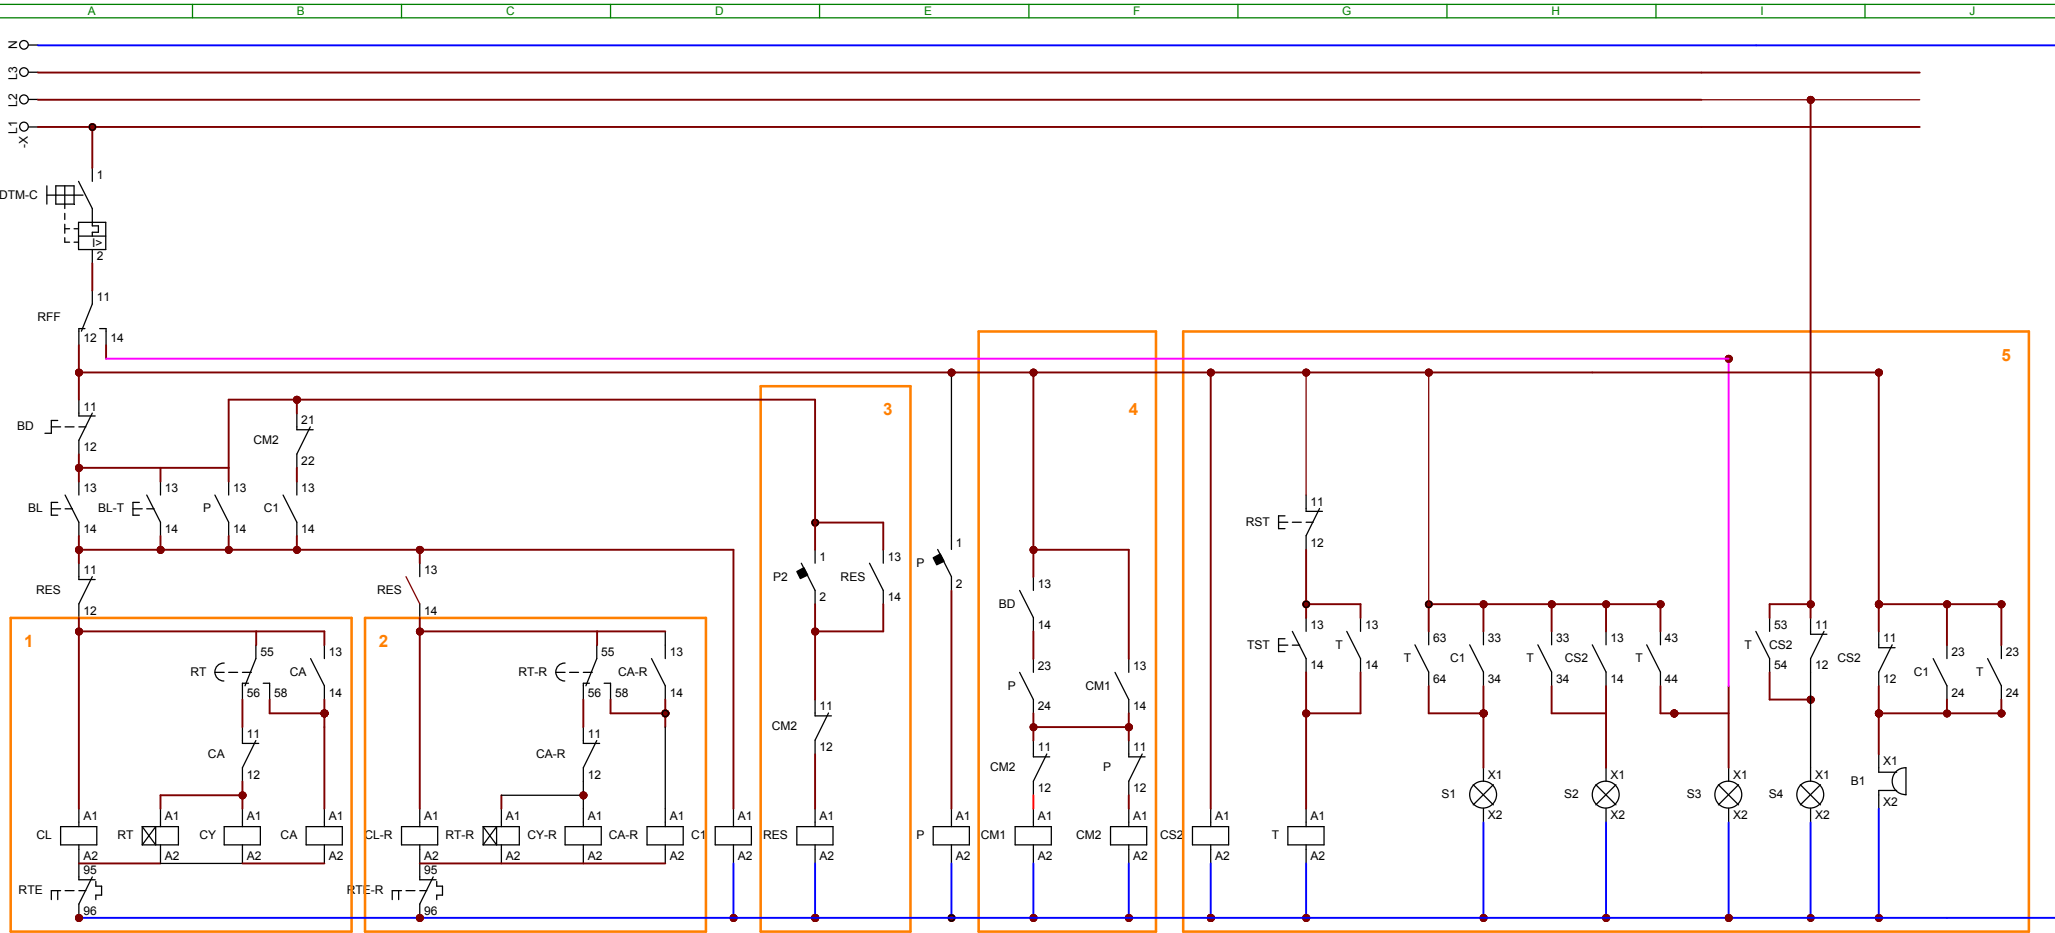 A B C D E F G H I J
N
L3
L2
L1
-X
1
DTM-C
I>
2
11
RFF
12 14
5
3 4
11
BD
12
21
CM2
22
13 13 13 13
BL BL-T P C1
14 14 14 14
11
RST
12
11
RES
12
13
RES
14
1 13
P2 RES
2 14
1
P
2
13
BD
14
1
55 13
RT CA
56 58 14
11
CA
12
2
55 13
RT-R CA-R
56 58 14
11
CA-R
12
11
CM2
12
23 13
P CM1
24 14
11 11
CM2 P
12 12
13 13
TST T
14 14
63 33 33 13 43
T C1 T CS2 T
64 34 34 14 44
53 11
T CS2
54 12
11 23 23
CS2 C1 T
12 24 24
X1 X1 X1 X1 X1
S1 S2 S3 S4 B1
X2 X2 X2 X2 X2
A1 A1 A1 A1 A1 A1 A1 A1 A1 A1 A1 A1 A1 A1 A1
CL RT CY CA CL-R RT-R CY-R CA-R C1 RES P CM1 CM2 CS2 T
A2 A2 A2 A2 A2 A2 A2 A2 A2 A2 A2 A2 A2 A2 A2
95 95
RTE RTE-R
96 96